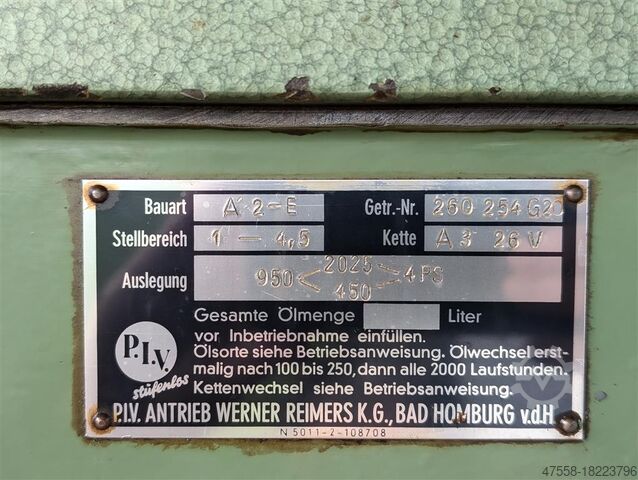 Bauart A 2-E Getr.-Nr. 260 254 G20
Stellbereich 1 - 4,5 Kette A 3 26 V
Auslegung 950 < 2025 / 450 > 4 PS
Gesamte Ölmenge Liter
vor Inbetriebnahme einfüllen.
Ölsorte siehe Betriebsanweisung. Ölwechsel erst-
malig nach 100 bis 250, dann alle 2000 Laufstunden.
Kettenwechsel siehe Betriebsanweisung.
P.I.V.
stufenlos
P.I.V. ANTRIEB WERNER REIMERS K.G., BAD HOMBURG v.d.H
N 5011-2-108708
47558-18223796